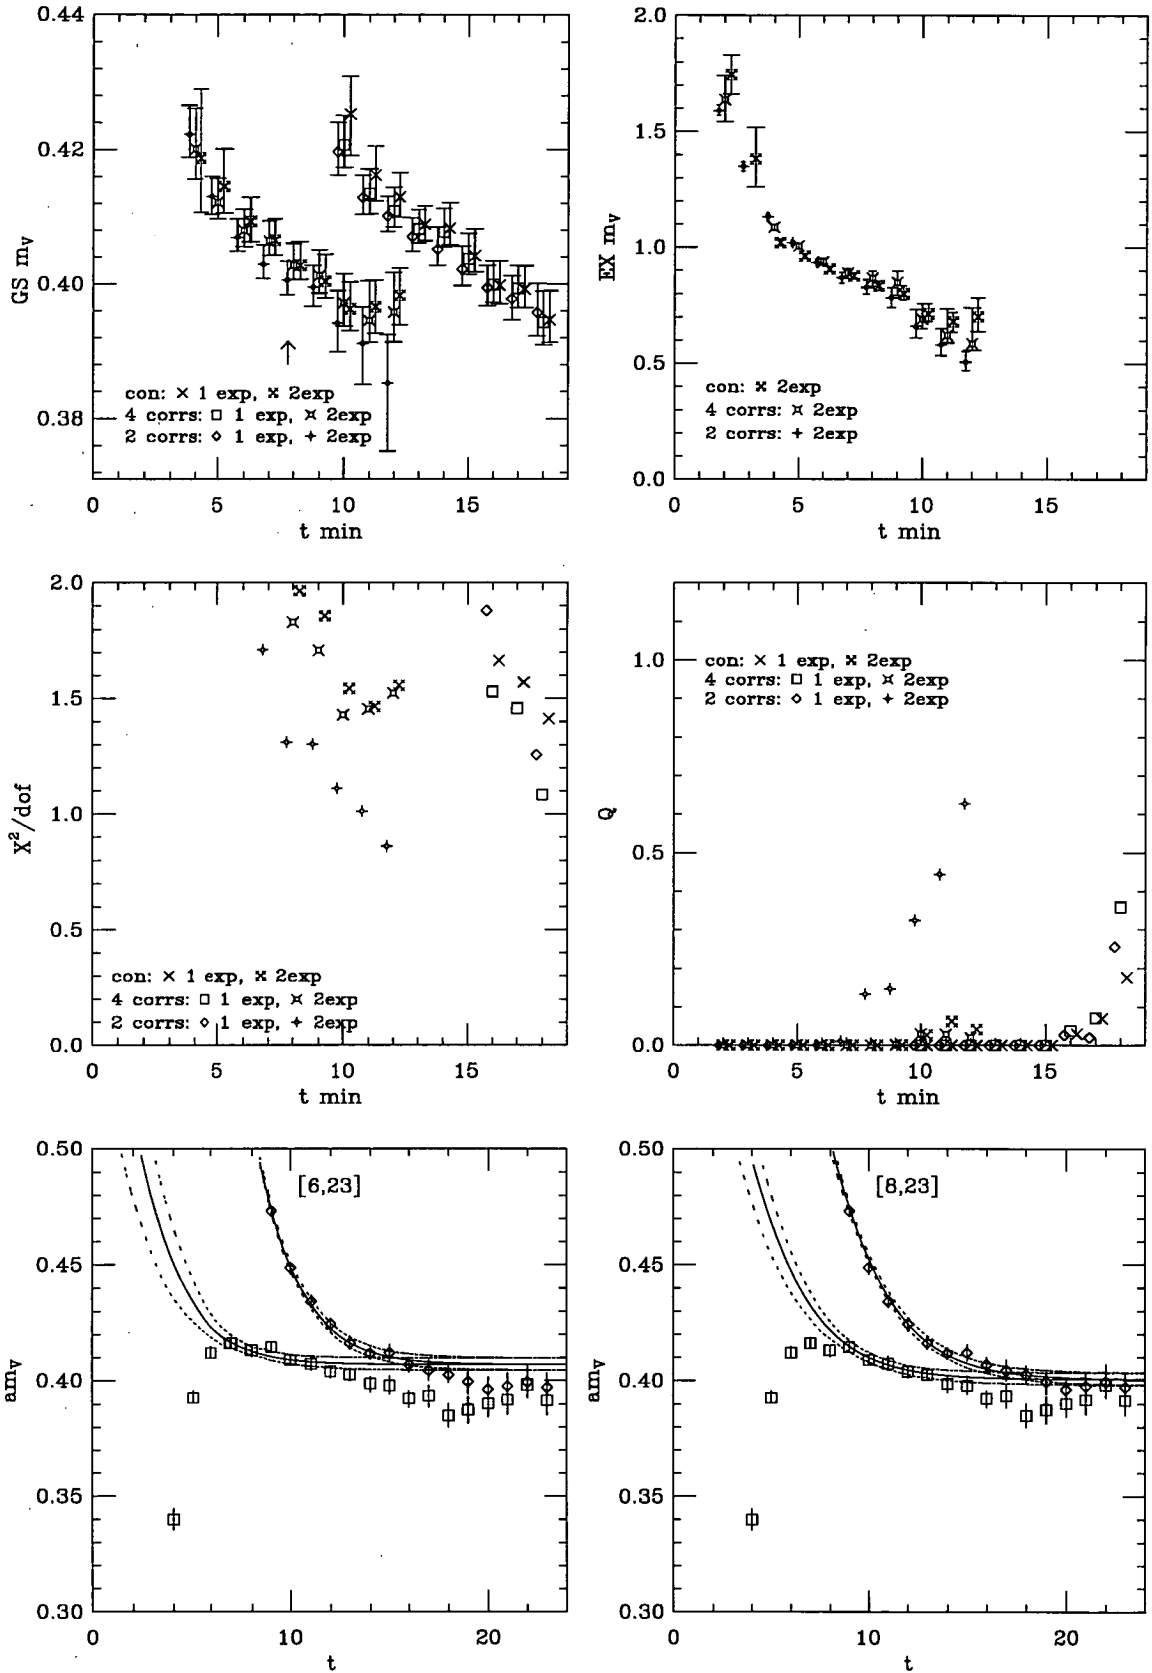 0.44
0.42
0.40
0.38
GS m_v
con: × 1 exp, ✖ 2exp
4 corrs: □ 1 exp, ¤ 2exp
2 corrs: ◇ 1 exp, + 2exp
0 5 10 15
t min
2.0
1.5
1.0
0.5
0.0
EX m_v
con: ✖ 2exp
4 corrs: ¤ 2exp
2 corrs: + 2exp
0 5 10 15
t min
2.0
1.5
1.0
0.5
0.0
X²/dof
con: × 1 exp, ✖ 2exp
4 corrs: □ 1 exp, ¤ 2exp
2 corrs: ◇ 1 exp, + 2exp
0 5 10 15
t min
1.0
0.5
0.0
Q
con: × 1 exp, ✖ 2exp
4 corrs: □ 1 exp, ¤ 2exp
2 corrs: ◇ 1 exp, + 2exp
0 5 10 15
t min
0.50
0.45
0.40
0.35
0.30
am_v
[6,23]
0 10 20
t
0.50
0.45
0.40
0.35
0.30
am_v
[8,23]
0 10 20
t